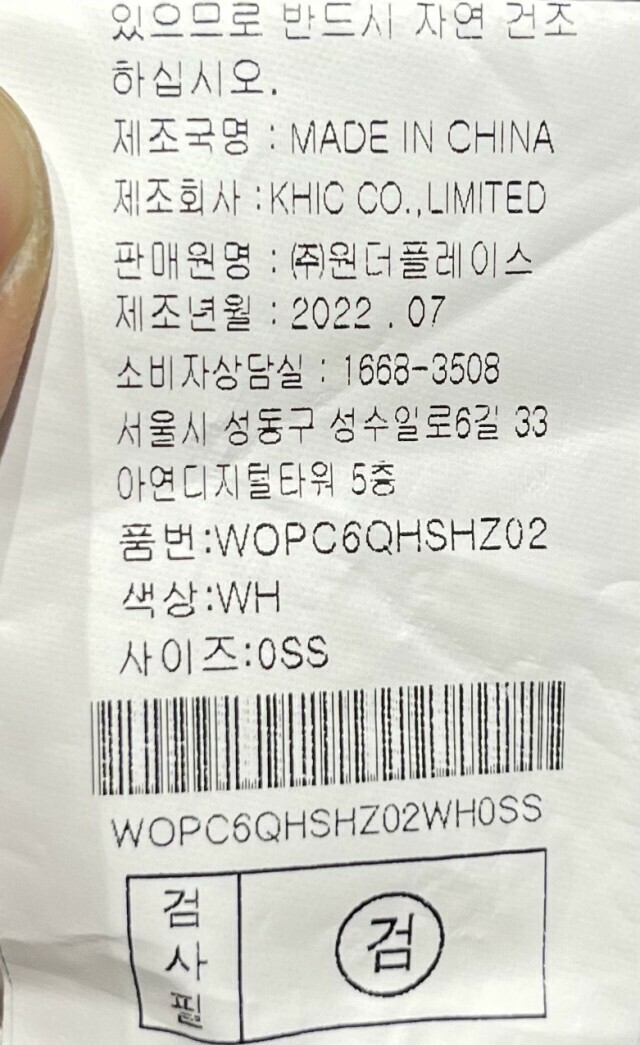 있으므로 반드시 자연 건조
하십시오.
제조국명 : MADE IN CHINA
제조회사 : KHIC CO.,LIMITED
판매원명 : ㈜원더플레이스
제조년월 : 2022 . 07
소비자상담실 : 1668-3508
서울시 성동구 성수일로6길 33
아연디지털타워 5층
품번:WOPC6QHSHZ02
색상:WH
사이즈:0SS
WOPC6QHSHZ02WH0SS
검사필
검